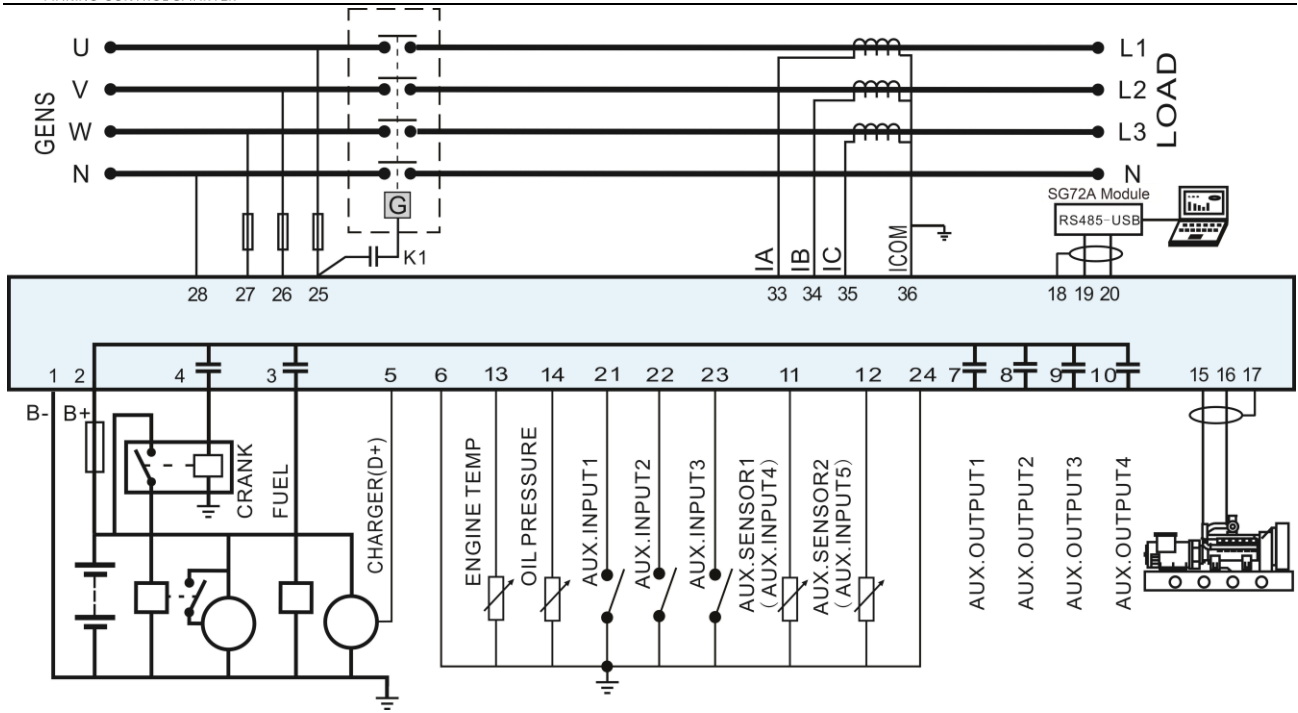 U
V
W
N
GENS
G
K1
L1
L2
L3
N
LOAD
SG72A Module
RS485-USB
IA
IB
IC
ICOM
28 27 26 25 33 34 35 36 18 19 20
1 2 4 3 5 6 13 14 21 22 23 11 7 8 9 10 12 24 15 16 17
B- B+
CRANK
FUEL
CHARGER(D+)
ENGINE TEMP
OIL PRESSURE
AUX.INPUT1
AUX.INPUT2
AUX.INPUT3
AUX.SENSOR1
(AUX.INPUT4)
AUX.SENSOR2
(AUX.INPUT5)
AUX.OUTPUT1
AUX.OUTPUT2
AUX.OUTPUT3
AUX.OUTPUT4